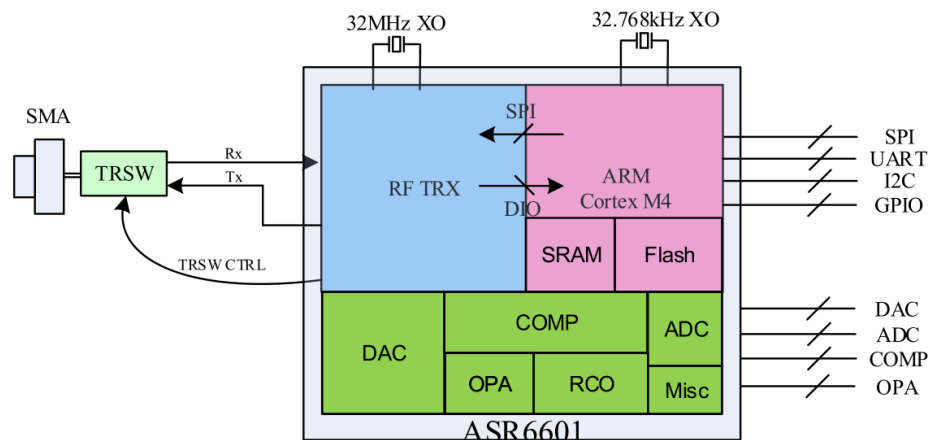 32MHz XO
32.768kHz XO
SMA
TRSW
Rx
Tx
TRSW CTRL
RF TRX
SPI
DIO
ARM
Cortex M4
SRAM
Flash
SPI
UART
I2C
GPIO
DAC
COMP
ADC
OPA
RCO
Misc
DAC
ADC
COMP
OPA
ASR6601